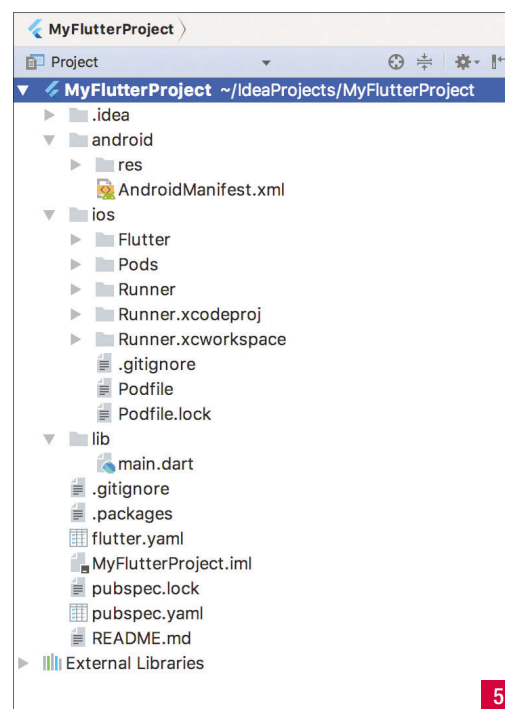 MyFlutterProject
Project
MyFlutterProject ~/IdeaProjects/MyFlutterProject
.idea
android
res
AndroidManifest.xml
ios
Flutter
Pods
Runner
Runner.xcodeproj
Runner.xcworkspace
.gitignore
Podfile
Podfile.lock
lib
main.dart
.gitignore
.packages
flutter.yaml
MyFlutterProject.iml
pubspec.lock
pubspec.yaml
README.md
External Libraries
5